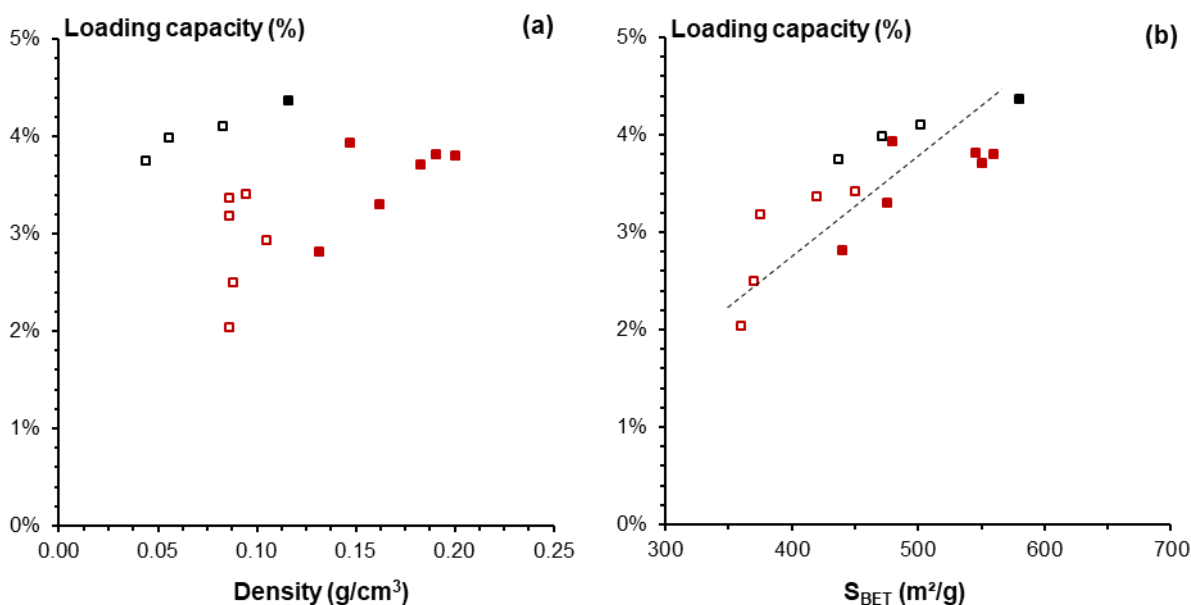 Loading capacity (%)
(a)
5%
4%
3%
2%
1%
0%
0.00 0.05 0.10 0.15 0.20 0.25
Density (g/cm³)
Loading capacity (%)
(b)
5%
4%
3%
2%
1%
0%
300 400 500 600 700
S_BET (m²/g)